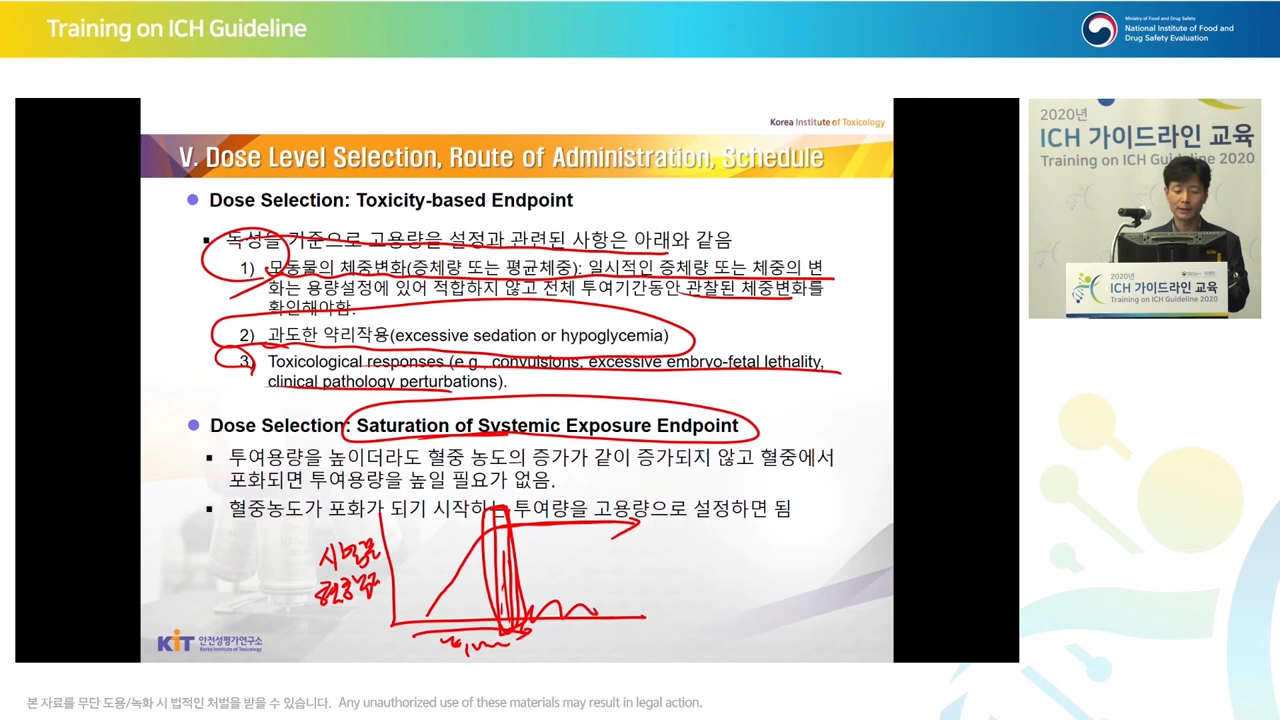 Training on ICH Guideline
Ministry of Food and Drug Safety
National Institute of Food and
Drug Safety Evaluation
Korea Institute of Toxicology
V. Dose Level Selection, Route of Administration, Schedule
● Dose Selection: Toxicity-based Endpoint
▪ 독성을 기준으로 고용량을 설정과 관련된 사항은 아래와 같음
1) 모동물의 체중변화(증체량 또는 평균체중): 일시적인 증체량 또는 체중의 변
화는 용량설정에 있어 적합하지 않고 전체 투여기간동안 관찰된 체중변화를
확인해야함.
2) 과도한 약리작용(excessive sedation or hypoglycemia)
3) Toxicological responses (e.g., convulsions, excessive embryo-fetal lethality,
clinical pathology perturbations).
● Dose Selection: Saturation of Systemic Exposure Endpoint
▪ 투여용량을 높이더라도 혈중 농도의 증가가 같이 증가되지 않고 혈중에서
포화되면 투여용량을 높일 필요가 없음.
▪ 혈중농도가 포화가 되기 시작하는 투여량을 고용량으로 설정하면 됨
KIT 안전성평가연구소
Korea Institute of Toxicology
2020년
ICH 가이드라인 교육
Training on ICH Guideline 2020
2020년
ICH 가이드라인 교육
Training on ICH Guideline 2020
본 자료를 무단 도용/녹화 시 법적인 처벌을 받을 수 있습니다. Any unauthorized use of these materials may result in legal action.